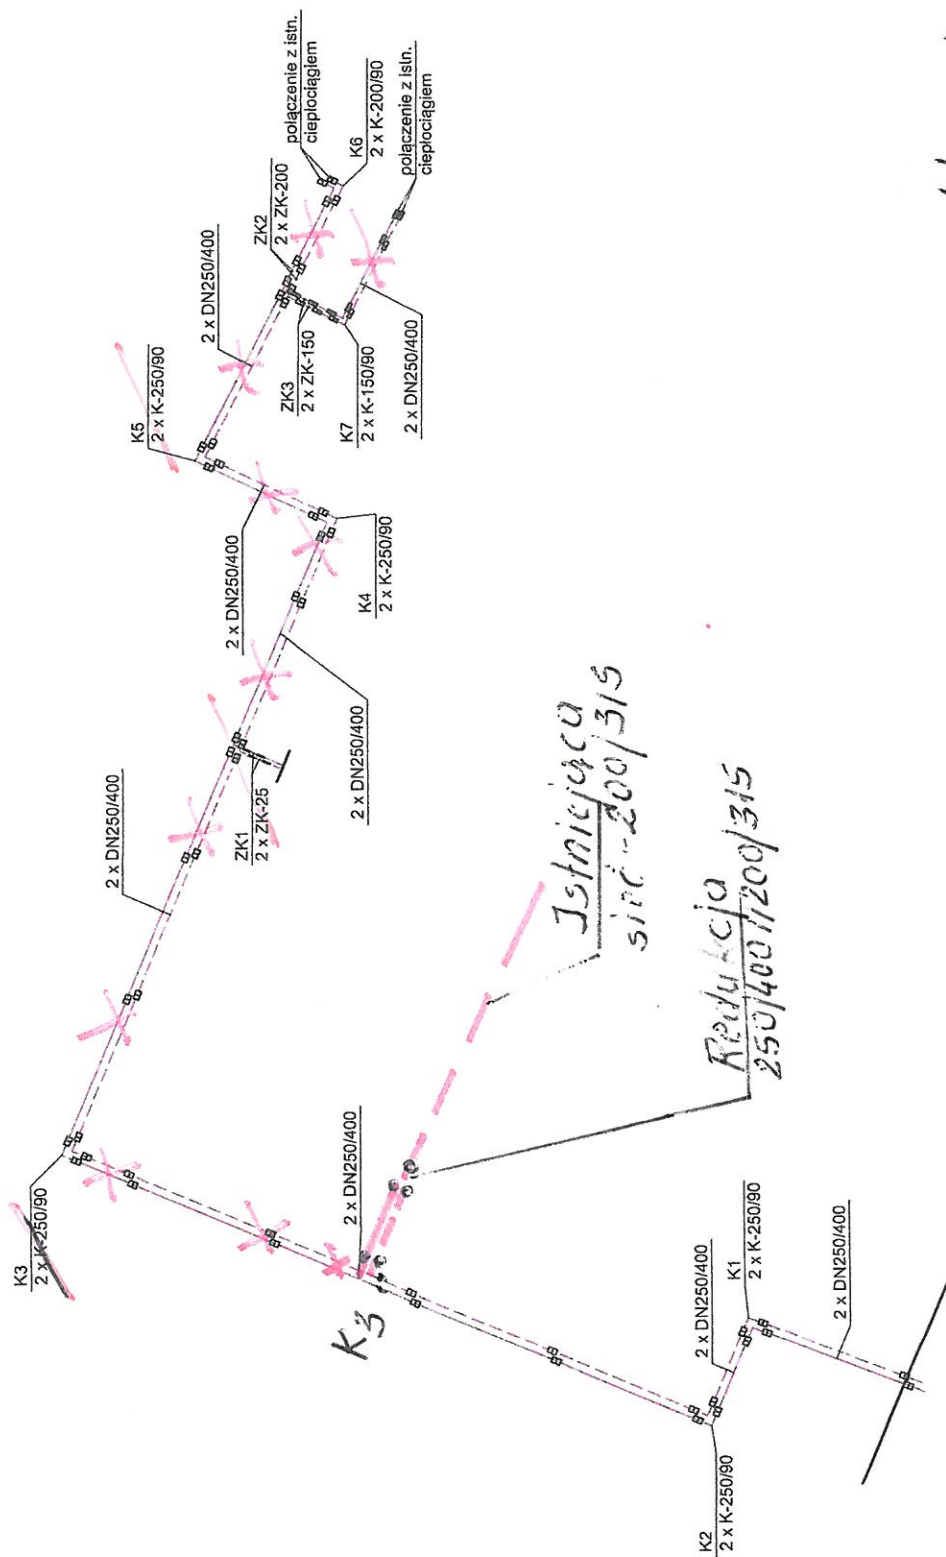 połączenie z istn.
ciepłociągiem
K6
2 x K-200/90
połączenie z istn.
ciepłociągiem
ZK2
2 x ZK-200
2 x DN250/400
ZK3
2 x ZK-150
K7
2 x K-150/90
2 x DN250/400
K5
2 x K-250/90
2 x DN250/400
K4
2 x K-250/90
2 x DN250/400
ZK1
2 x ZK-25
2 x DN250/400
K3
2 x K-250/90
2 x DN250/400
K3
Istniejąca
sieć -200/315
Redukcja
250/400//200/315
2 x DN250/400
K1
2 x K-250/90
2 x DN250/400
K2
2 x K-250/90